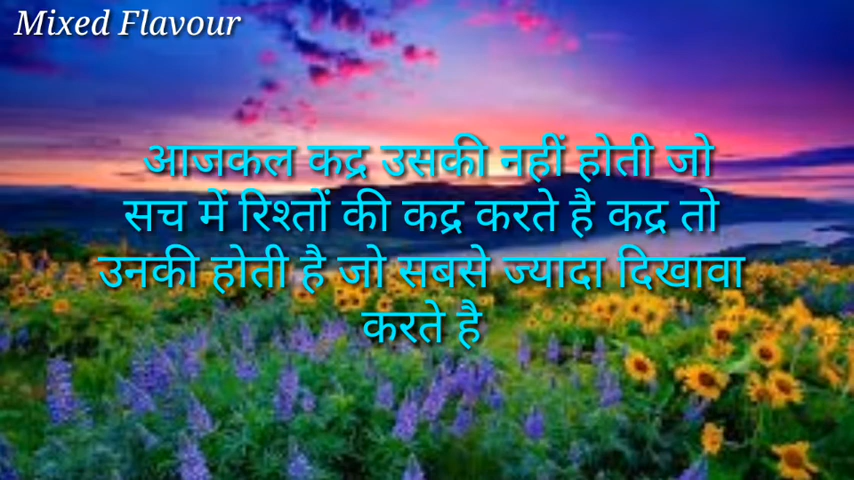 Mixed Flavour
आजकल कद्र उसकी नहीं होती जो
सच में रिश्तों की कद्र करते है कद्र तो
उनकी होती है जो सबसे ज्यादा दिखावा
करते है